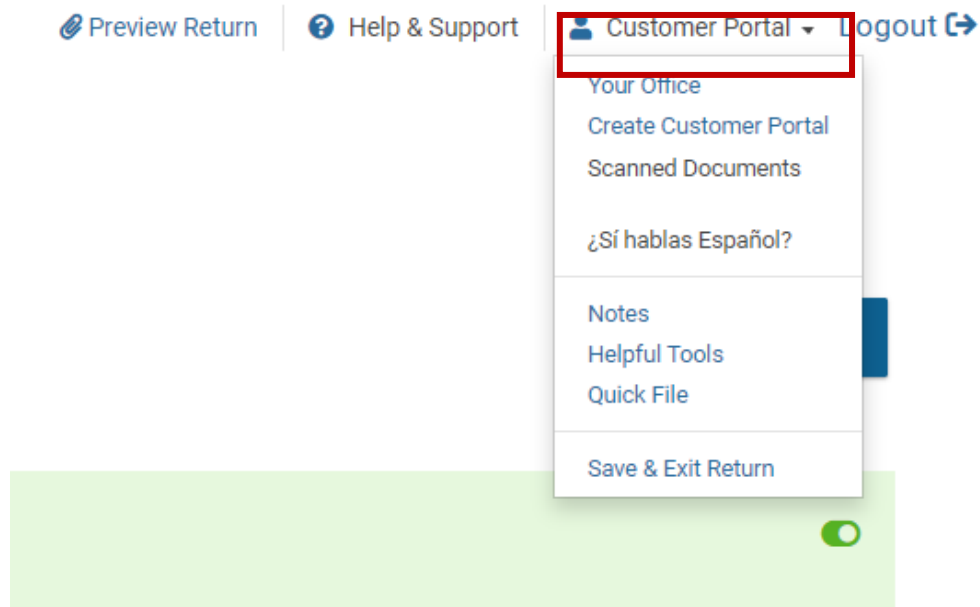 Preview Return Help & Support Customer Portal Logout
Your Office
Create Customer Portal
Scanned Documents
¿Sí hablas Español?
Notes
Helpful Tools
Quick File
Save & Exit Return